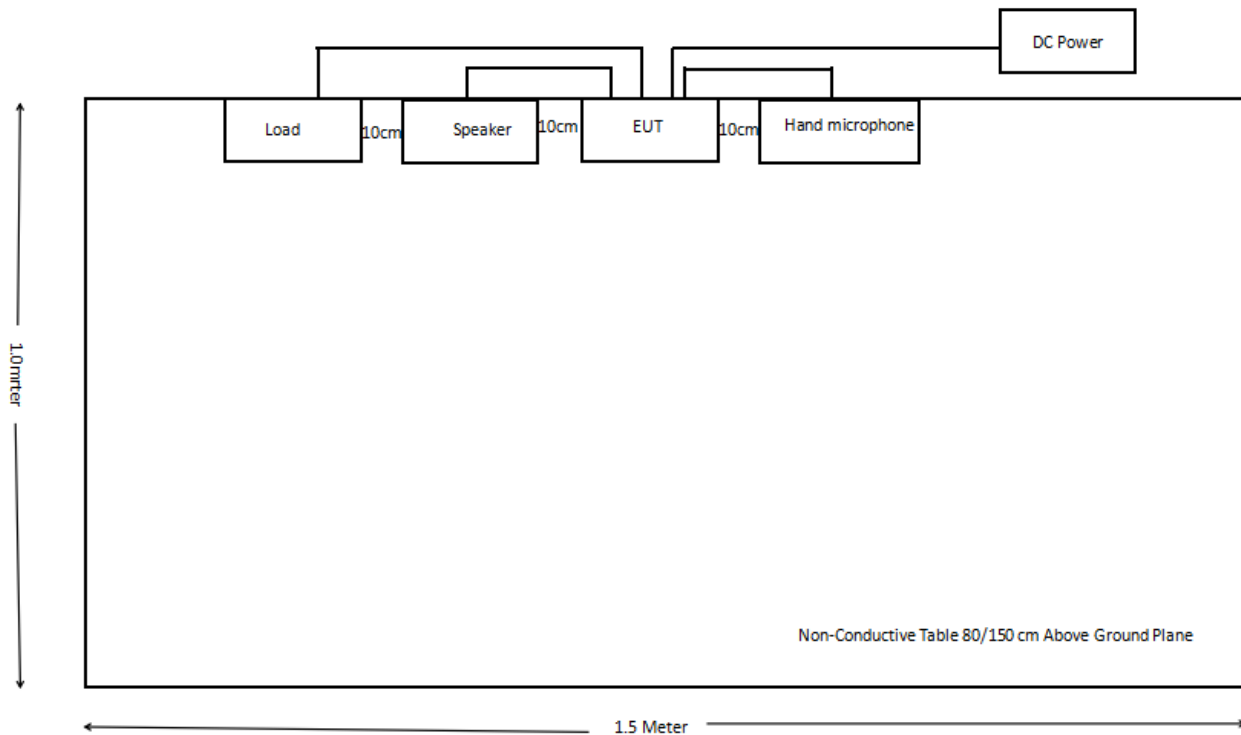 DC Power
Load
10cm
Speaker
10cm
EUT
10cm
Hand microphone
1.0mrter
Non-Conductive Table 80/150 cm Above Ground Plane
1.5 Meter